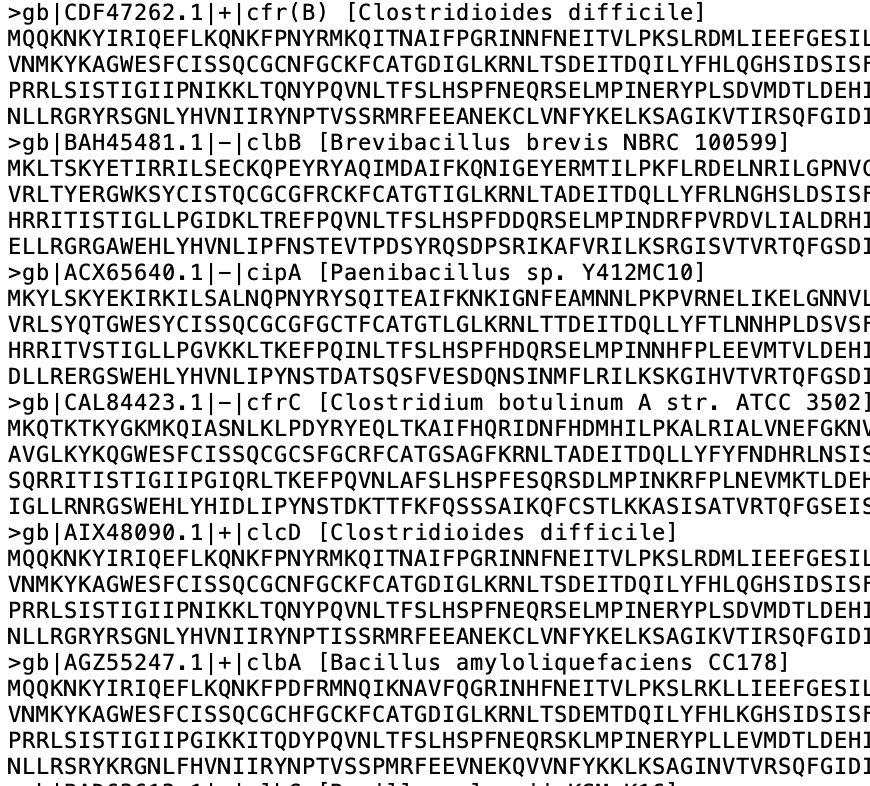 >gb|CDF47262.1|+|cfr(B) [Clostridioides difficile]
MQQKNKYIRIQEFLKQNKFPNYRMKQITNAIFPGRINNFNEITVLPKSLRDMLIEEFGESIL
VNMKYKAGWESFCISSQCGCNFGCKFCATGDIGLKRNLTSDEITDQILYFHLQGHSIDSISF
PRRLSISTIGIIPNIKKLTQNYPQVNLTFSLHSPFNEQRSELMPINERYPLSDVMDTLDEHI
NLLRGRYRSGNLYHVNIIRYNPTVSSRMRFEEANEKCLVNFYKELKSAGIKVTIRSQFGIDI
>gb|BAH45481.1|-|clbB [Brevibacillus brevis NBRC 100599]
MKLTSKYETIRRILSECKQPEYRYAQIMDAIFKQNIGEYERMTILPKFLRDELNRILGPNVC
VRLTYERGWKSYCISTQCGCGFRCKFCATGTIGLKRNLTADEITDQLLYFRLNGHSLDSISF
HRRITISTIGLLPGIDKLTREFPQVNLTFSLHSPFDDQRSELMPINDRFPVRDVLIALDRHI
ELLRGRGAWEHLYHVNLIPFNSTEVTPDSYRQSDPSRIKAFVRILKSRGISVTVRTQFGSDI
>gb|ACX65640.1|-|cipA [Paenibacillus sp. Y412MC10]
MKYLSKYEKIRKILSALNQPNYRYSQITEAIFKNKIGNFEAMNNLPKPVRNELIKELGNNVL
VRLSYQTGWESYCISSQCGCGFGCTFCATGTLGLKRNLTTDEITDQLLYFTLNNHPLDSVSF
HRRITVSTIGLLPGVKKLTKEFPQINLTFSLHSPFHDQRSELMPINNHFPLEEVMTVLDEHI
DLLRERGSWEHLYHVNLIPYNSTDATSQSFVESDQNSINMFLRILKSKGIHVTVRTQFGSDI
>gb|CAL84423.1|-|cfrC [Clostridium botulinum A str. ATCC 3502]
MKQTKTKYGKMKQIASNLKLPDYRYEQLTKAIFHQRIDNFHDMHILPKALRIALVNEFGKNV
AVGLKYKQGWESFCISSQCGCSFGCRFCATGSAGFKRNLTADEITDQLLYFYFNDHRLNSIS
SQRRITISTIGIIPGIQRLTKEFPQVNLAFSLHSPFESQRSDLMPINKRFPLNEVMKTLDEH
IGLLRNRGSWEHLYHIDLIPYNSTDKTTFKFQSSSAIKQFCSTLKKASISATVRTQFGSEIS
>gb|AIX48090.1|+|clcD [Clostridioides difficile]
MQQKNKYIRIQEFLKQNKFPNYRMKQITNAIFPGRINNFNEITVLPKSLRDMLIEEFGESIL
VNMKYKAGWESFCISSQCGCNFGCKFCATGDIGLKRNLTSDEITDQILYFHLQGHSIDSISF
PRRLSISTIGIIPNIKKLTQNYPQVNLTFSLHSPFNEQRSELMPINERYPLSDVMDTLDEHI
NLLRGRYRSGNLYHVNIIRYNPTISSRMRFEEANEKCLVNFYKELKSAGIKVTIRSQFGIDI
>gb|AGZ55247.1|+|clbA [Bacillus amyloliquefaciens CC178]
MQQKNKYIRIQEFLKQNKFPDFRMNQIKNAVFQGRINHFNEITVLPKSLRKLLIEEFGESIL
VNMKYKAGWESFCISSQCGCHFGCKFCATGDIGLKRNLTSDEMTDQILYFHLKGHSIDSISF
PRRLSISTIGIIPGIKKITQDYPQVNLTFSLHSPFNEQRSKLMPINERYPLLEVMDTLDEHI
NLLRSRYKRGNLFHVNIIRYNPTVSSPMRFEEVNEKQVVNFYKKLKSAGINVTVRSQFGIDI